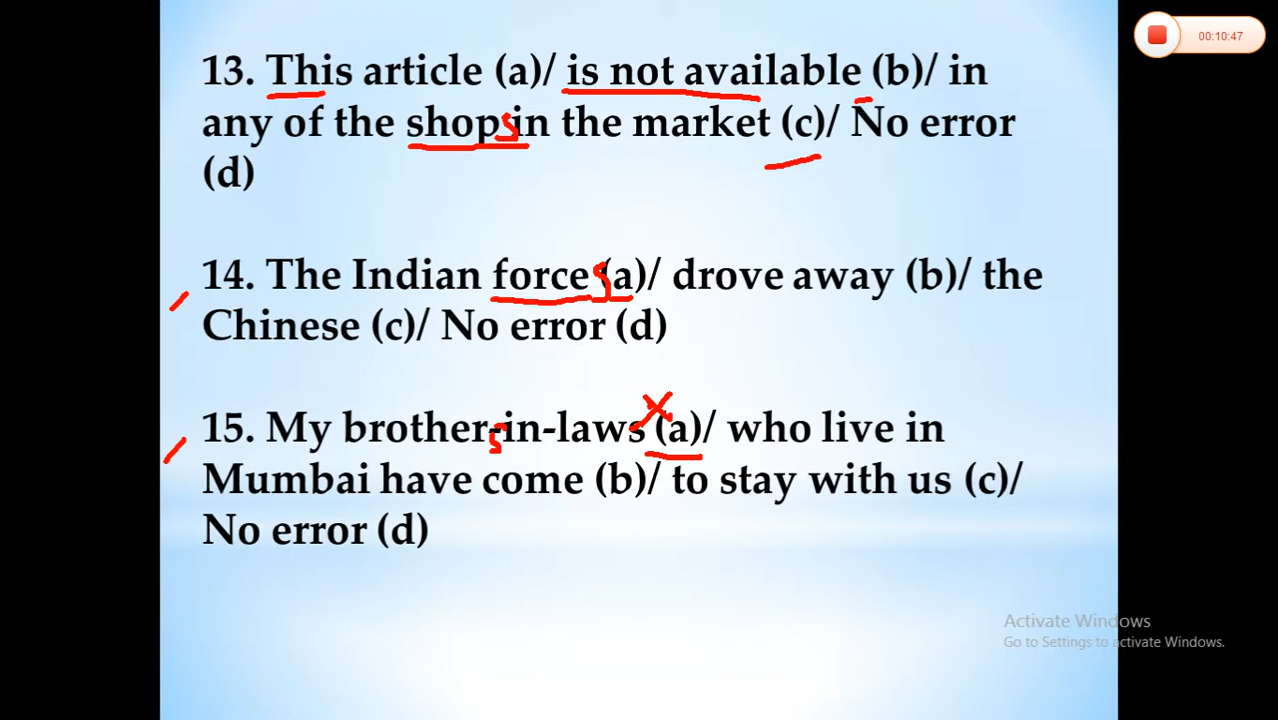 00:10:47
13. This article (a)/ is not available (b)/ in
any of the shops in the market (c)/ No error
(d)
14. The Indian forces (a)/ drove away (b)/ the
Chinese (c)/ No error (d)
15. My brother-s in-laws (a)/ who live in
Mumbai have come (b)/ to stay with us (c)/
No error (d)
Activate Windows
Go to Settings to activate Windows.